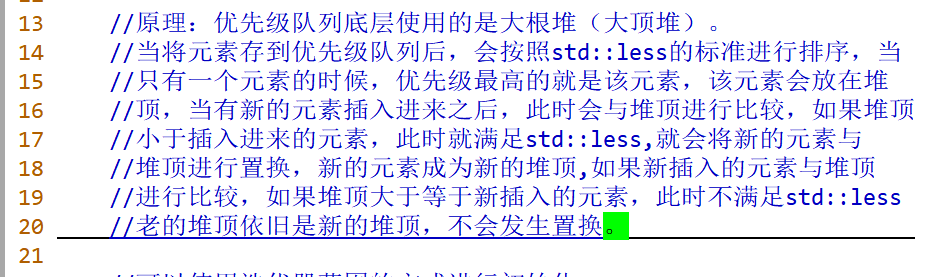 13 //原理：优先级队列底层使用的是大根堆（大顶堆）。
14 //当将元素存到优先级队列后，会按照std::less的标准进行排序，当
15 //只有一个元素的时候，优先级最高的就是该元素，该元素会放在堆
16 //顶，当有新的元素插入进来之后，此时会与堆顶进行比较，如果堆顶
17 //小于插入进来的元素，此时就满足std::less,就会将新的元素与
18 //堆顶进行置换，新的元素成为新的堆顶,如果新插入的元素与堆顶
19 //进行比较，如果堆顶大于等于新插入的元素，此时不满足std::less
20 //老的堆顶依旧是新的堆顶，不会发生置换。
21